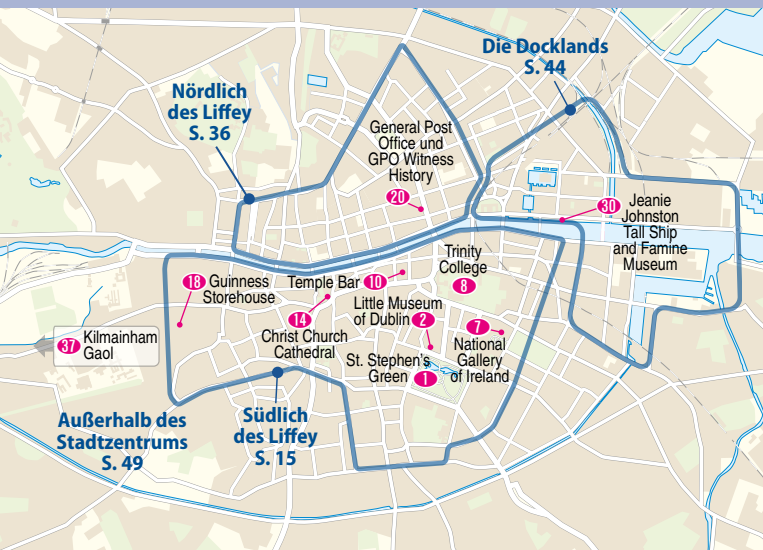 Die Docklands
S. 44
Nördlich
des Liffey
S. 36
General Post
Office und
GPO Witness
History
20
30 Jeanie
Johnston
Tall Ship
and Famine
Museum
18 Guinness
Storehouse
Temple Bar 10
Trinity
College
8
14
Christ Church
Cathedral
Little Museum
of Dublin 2
7
National
Gallery
of Ireland
37 Kilmainham
Gaol
St. Stephen's
Green 1
Außerhalb des
Stadtzentrums
S. 49
Südlich
des Liffey
S. 15